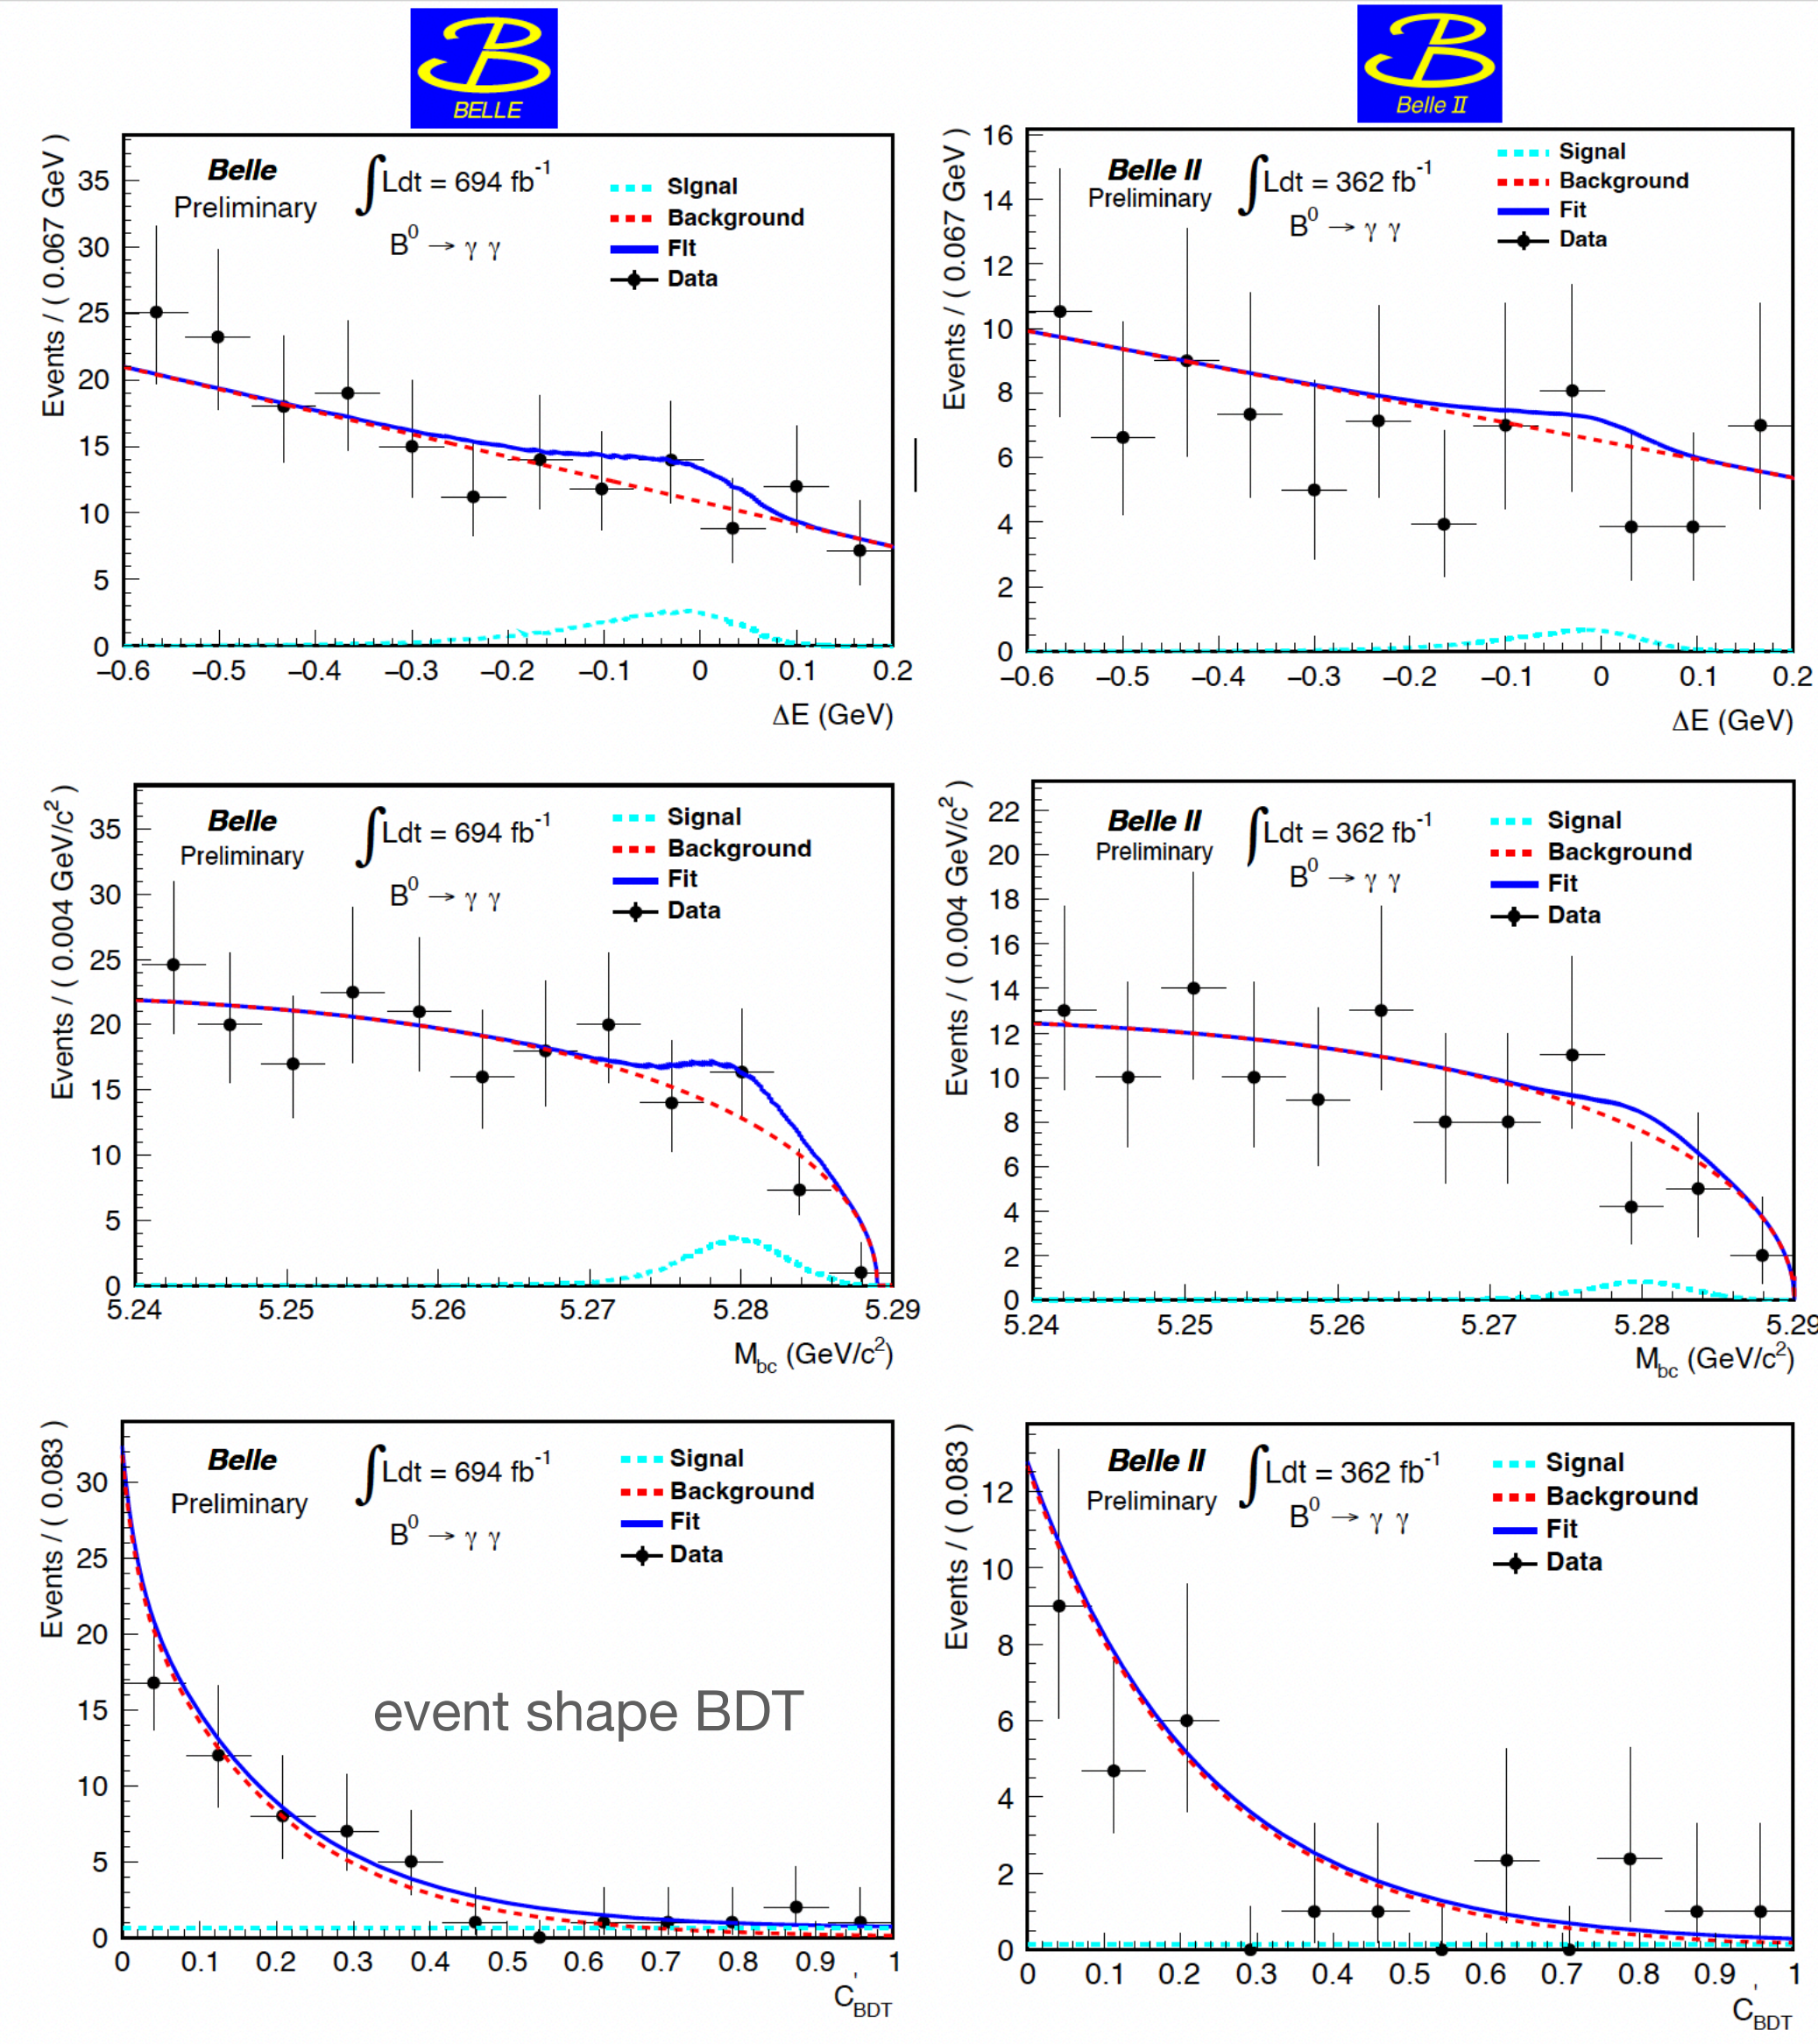 BELLE
Belle II
Events / ( 0.067 GeV )
35
30
25
20
15
10
5
0
Belle
Preliminary
∫Ldt = 694 fb⁻¹
B⁰ → γ γ
SIgnal
Background
FIt
Data
−0.6 −0.5 −0.4 −0.3 −0.2 −0.1 0 0.1 0.2
ΔE (GeV)
Events / ( 0.067 GeV )
16
14
12
10
8
6
4
2
0
Belle II
Preliminary
∫Ldt = 362 fb⁻¹
B⁰ → γ γ
Signal
Background
Fit
Data
−0.6 −0.5 −0.4 −0.3 −0.2 −0.1 0 0.1 0.2
ΔE (GeV)
Events / ( 0.004 GeV/c² )
35
30
25
20
15
10
5
0
Belle
Preliminary
∫Ldt = 694 fb⁻¹
B⁰ → γ γ
Signal
Background
Fit
Data
5.24 5.25 5.26 5.27 5.28 5.29
M_bc (GeV/c²)
Events / ( 0.004 GeV/c² )
22
20
18
16
14
12
10
8
6
4
2
0
Belle II
Preliminary
∫Ldt = 362 fb⁻¹
B⁰ → γ γ
Signal
Background
Fit
Data
5.24 5.25 5.26 5.27 5.28 5.29
M_bc (GeV/c²)
Events / ( 0.083 )
30
25
20
15
10
5
0
Belle
Preliminary
∫Ldt = 694 fb⁻¹
B⁰ → γ γ
Signal
Background
Fit
Data
event shape BDT
0 0.1 0.2 0.3 0.4 0.5 0.6 0.7 0.8 0.9 1
C'_BDT
Events / ( 0.083 )
12
10
8
6
4
2
0
Belle II
Preliminary
∫Ldt = 362 fb⁻¹
B⁰ → γ γ
Signal
Background
Fit
Data
0 0.1 0.2 0.3 0.4 0.5 0.6 0.7 0.8 0.9 1
C'_BDT